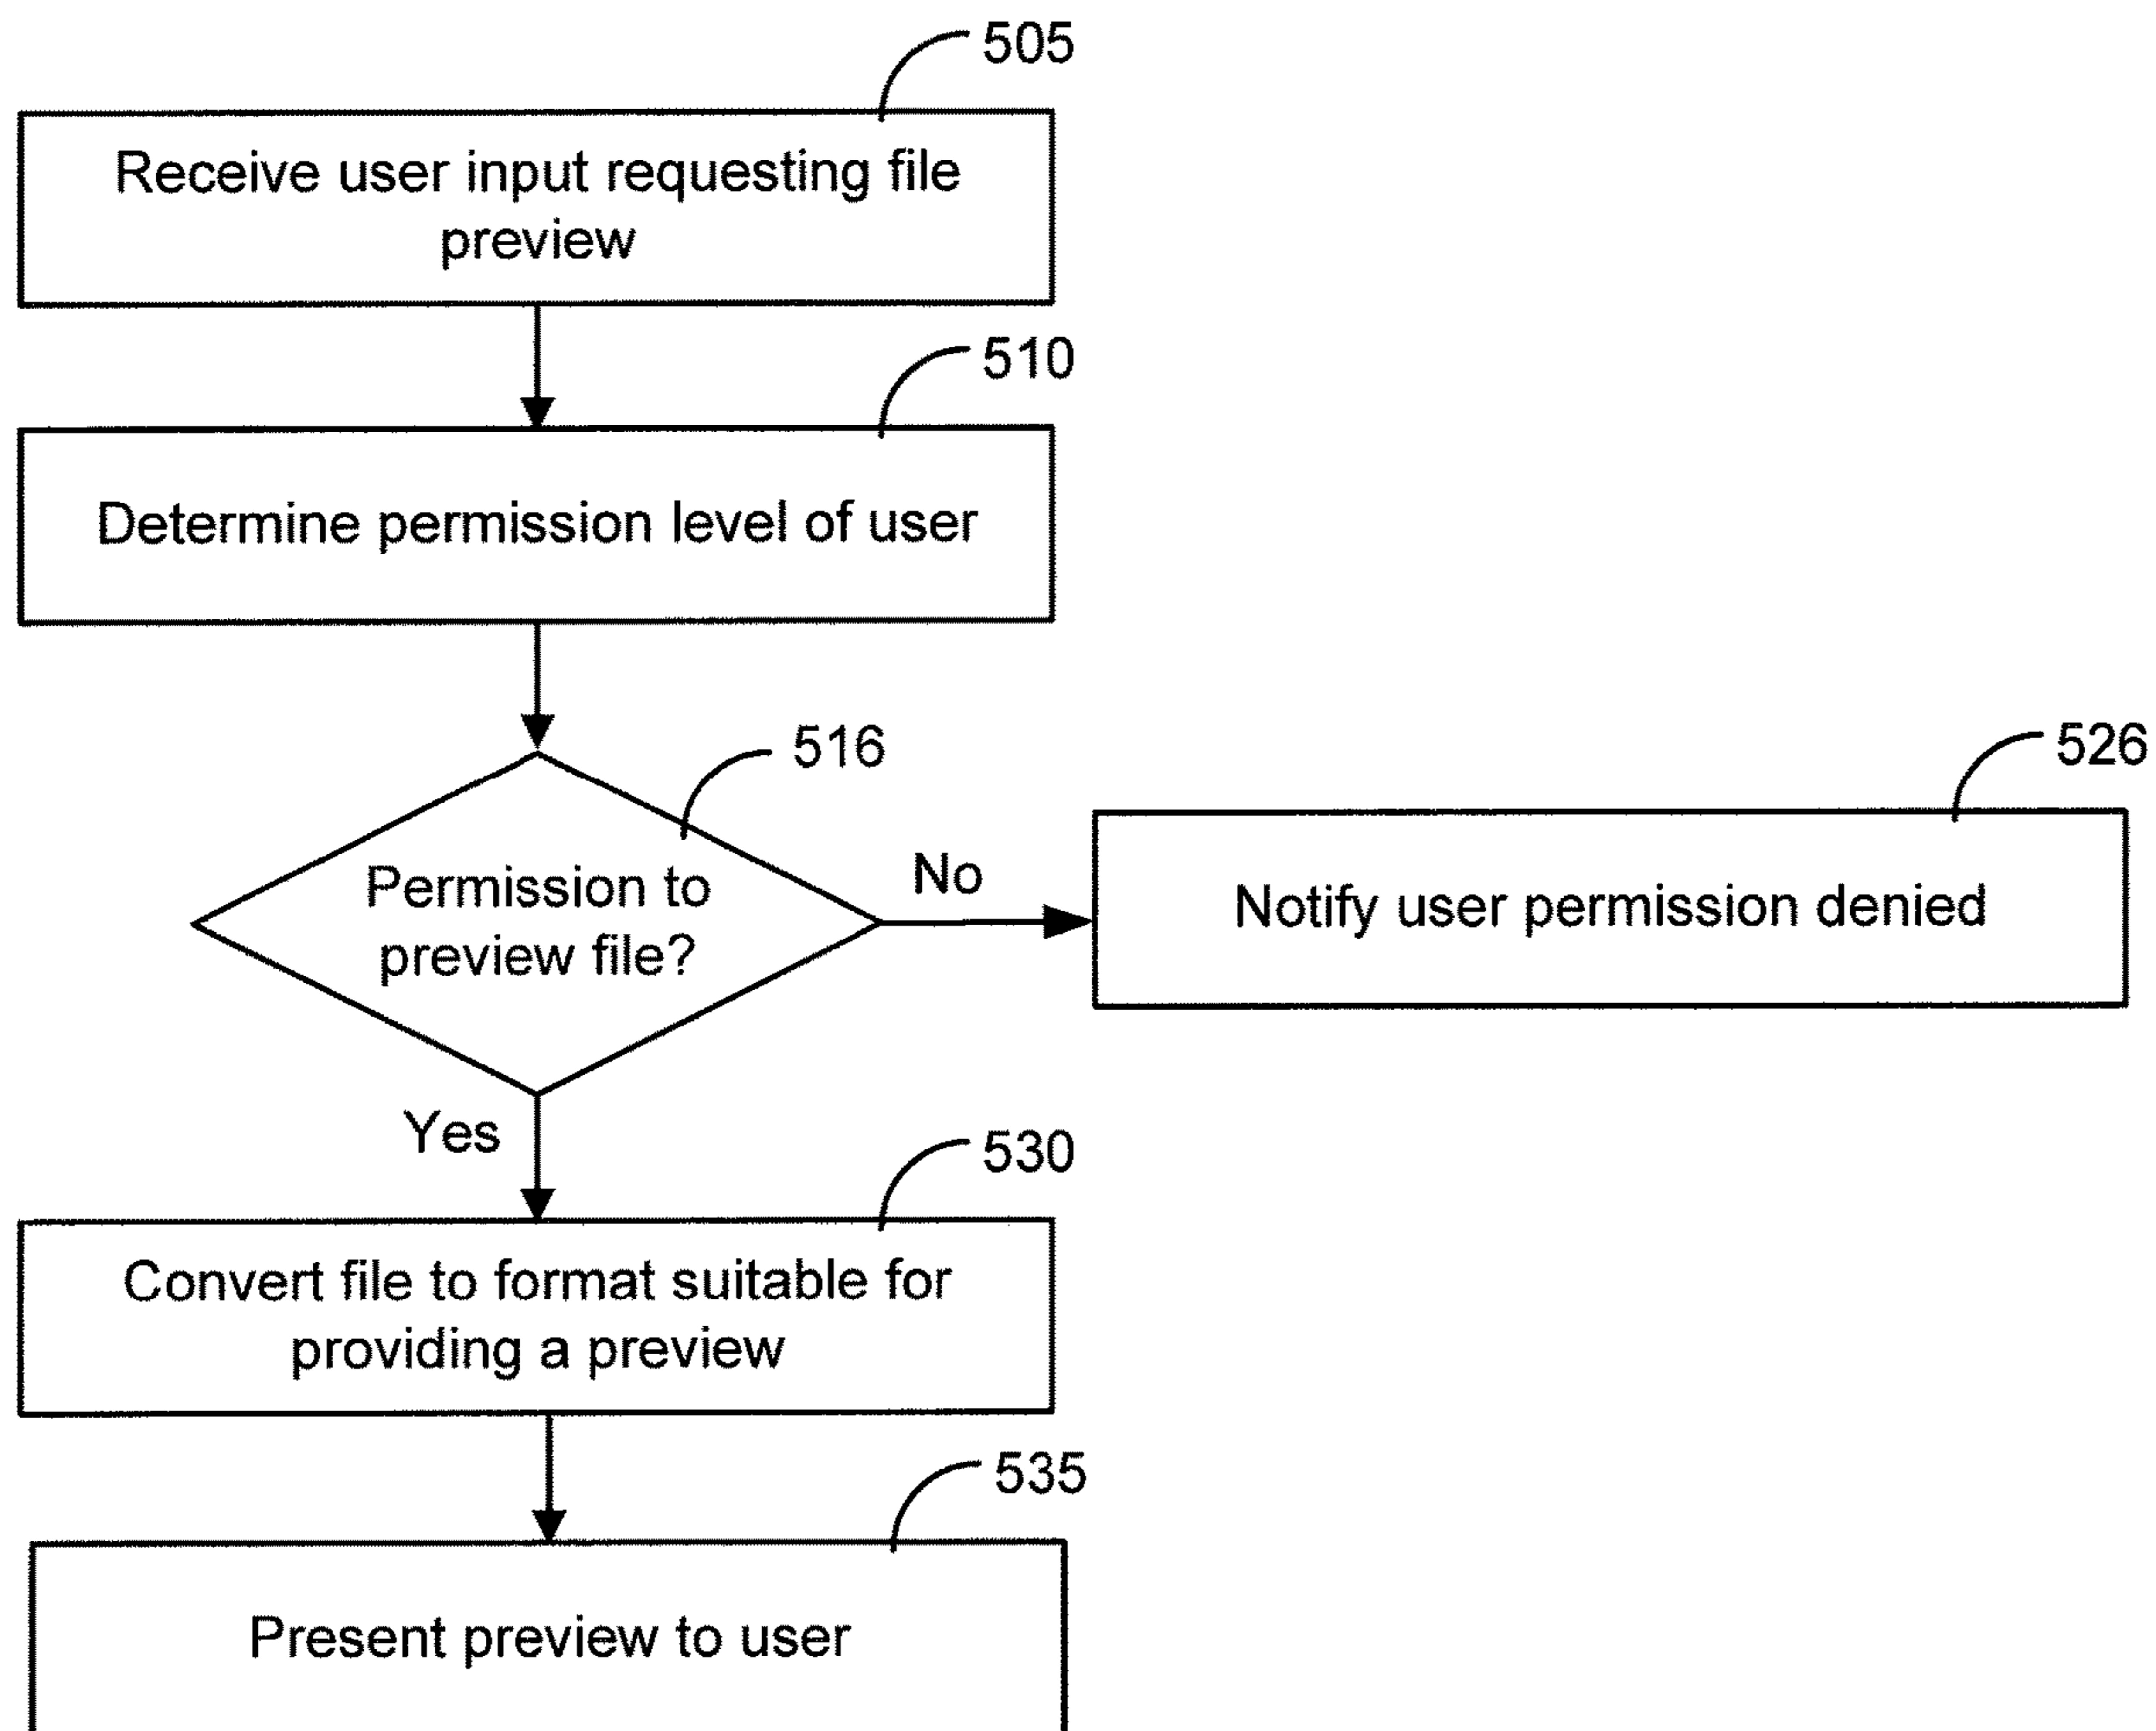 505
Receive user input requesting file
preview
510
Determine permission level of user
516
526
Permission to
preview file?
No
Notify user permission denied
Yes
530
Convert file to format suitable for
providing a preview
535
Present preview to user